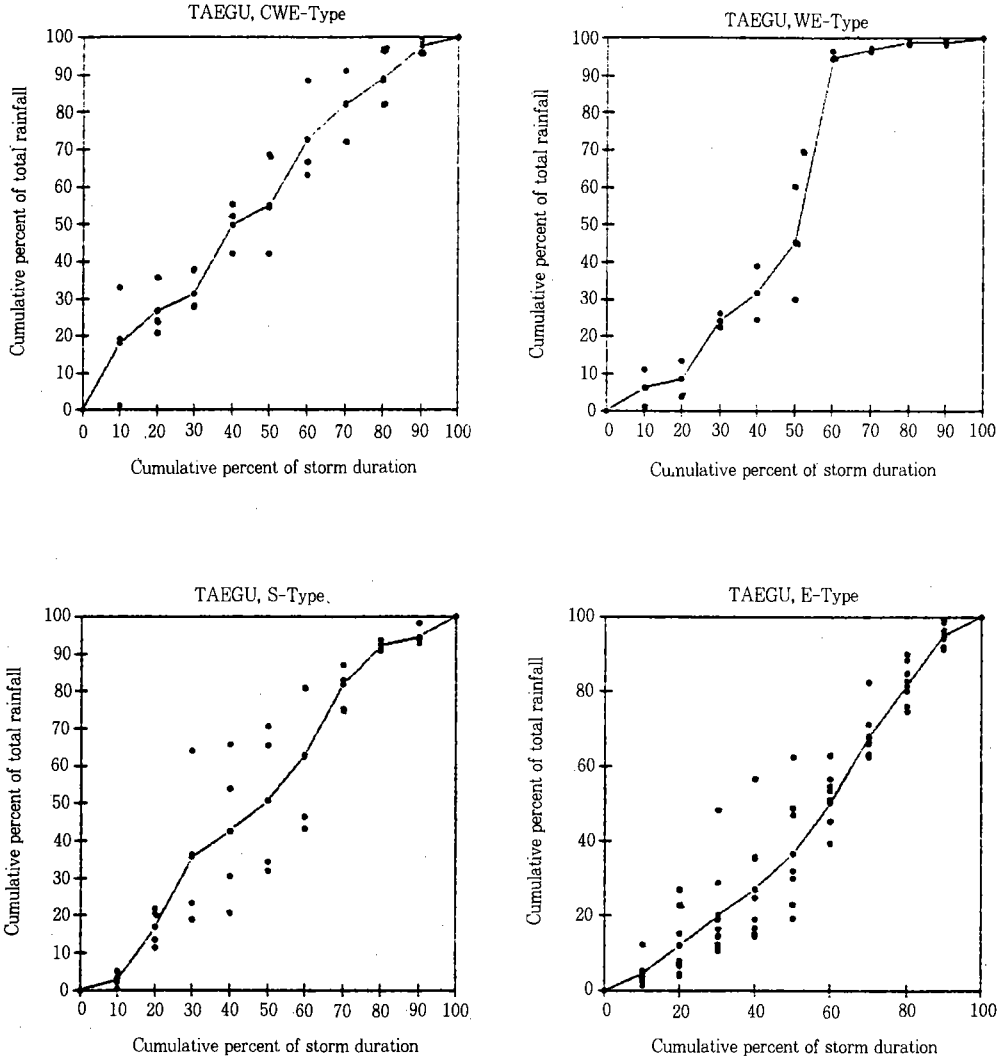 TAEGU, CWE-Type
Cumulative percent of total rainfall
100
90
80
70
60
50
40
30
20
10
0
0 10 20 30 40 50 60 70 80 90 100
Cumulative percent of storm duration
TAEGU, WE-Type
Cumulative percent of total rainfall
100
90
80
70
60
50
40
30
20
10
0
0 10 20 30 40 50 60 70 80 90 100
Cumulative percent of storm duration
TAEGU, S-Type
Cumulative percent of total rainfall
100
90
80
70
60
50
40
30
20
10
0
0 10 20 30 40 50 60 70 80 90 100
Cumulative percent of storm duration
TAEGU, E-Type
Cumulative percent of total rainfall
100
80
60
40
20
0
0 20 40 60 80 100
Cumulative percent of storm duration